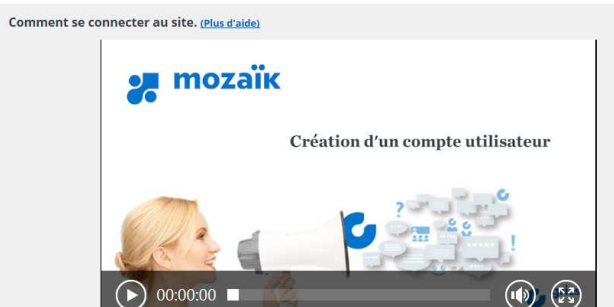 Comment se connecter au site. (Plus d'aide)
mozaïk
Création d'un compte utilisateur
? !
00:00:00